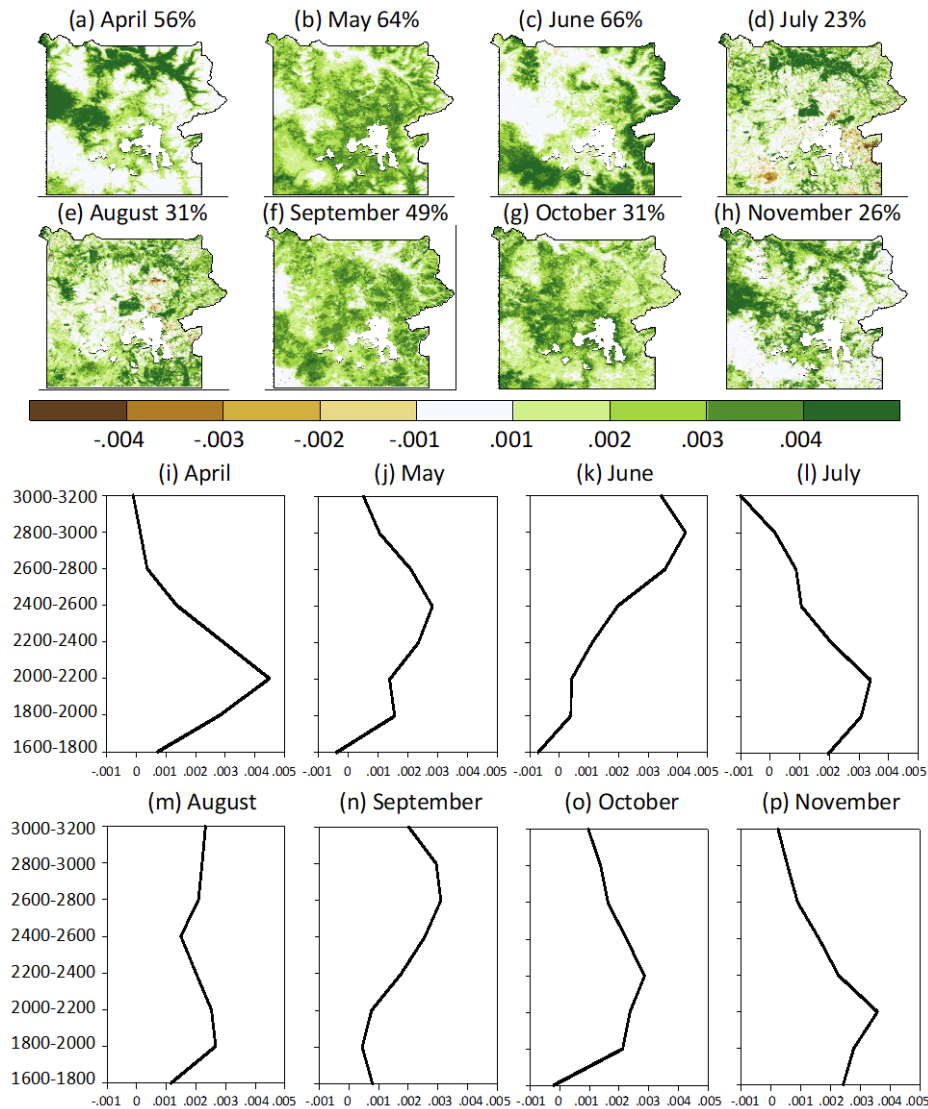 (a) April 56% (b) May 64% (c) June 66% (d) July 23%
(e) August 31% (f) September 49% (g) October 31% (h) November 26%
-.004 -.003 -.002 -.001 .001 .002 .003 .004
(i) April (j) May (k) June (l) July
3000-3200
2800-3000
2600-2800
2400-2600
2200-2400
2000-2200
1800-2000
1600-1800
-.001 0 .001 .002 .003 .004 .005 -.001 0 .001 .002 .003 .004 .005 -.001 0 .001 .002 .003 .004 .005 -.001 0 .001 .002 .003 .004 .005
(m) August (n) September (o) October (p) November
3000-3200
2800-3000
2600-2800
2400-2600
2200-2400
2000-2200
1800-2000
1600-1800
-.001 0 .001 .002 .003 .004 .005 -.001 0 .001 .002 .003 .004 .005 -.001 0 .001 .002 .003 .004 .005 -.001 0 .001 .002 .003 .004 .005